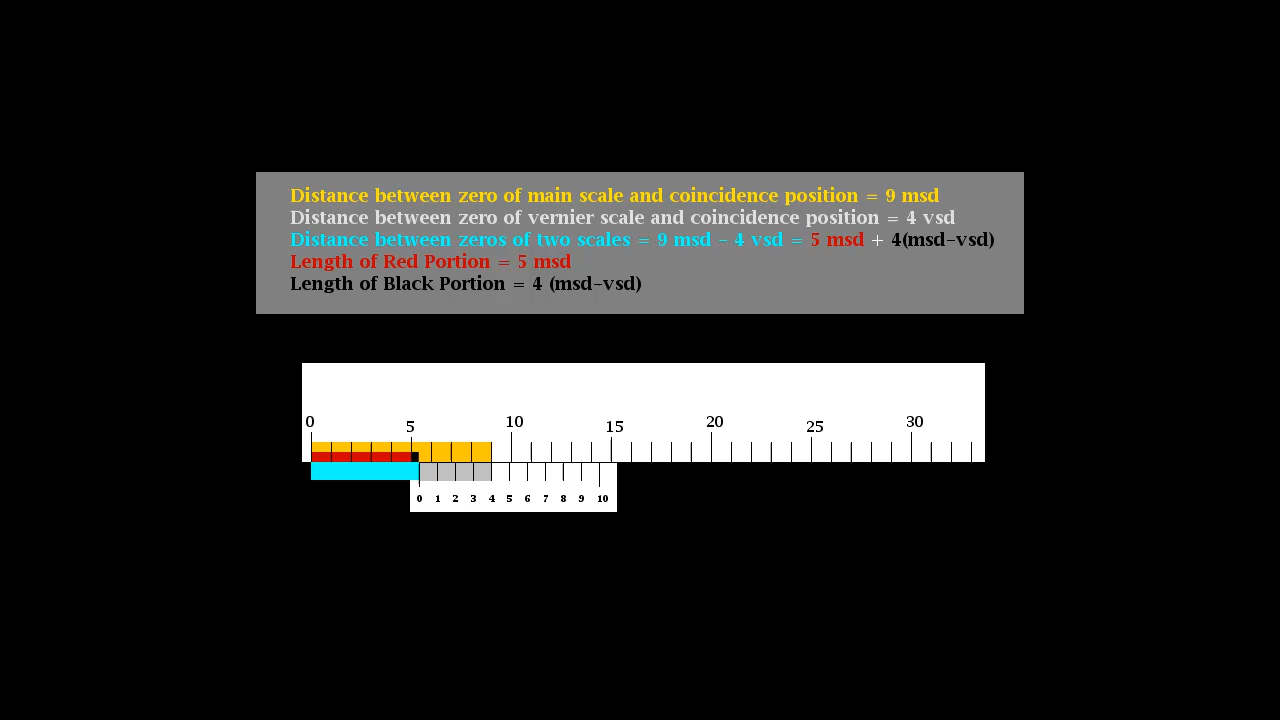 Distance between zero of main scale and coincidence position = 9 msd
Distance between zero of vernier scale and coincidence position = 4 vsd
Distance between zeros of two scales = 9 msd - 4 vsd = 5 msd + 4(msd-vsd)
Length of Red Portion = 5 msd
Length of Black Portion = 4 (msd-vsd)
0 5 10 15 20 25 30
0 1 2 3 4 5 6 7 8 9 10